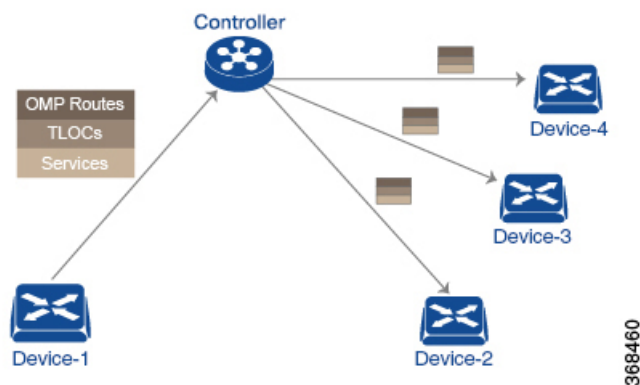 Controller
OMP Routes
TLOCs
Services
Device-4
Device-3
Device-1
Device-2
368460